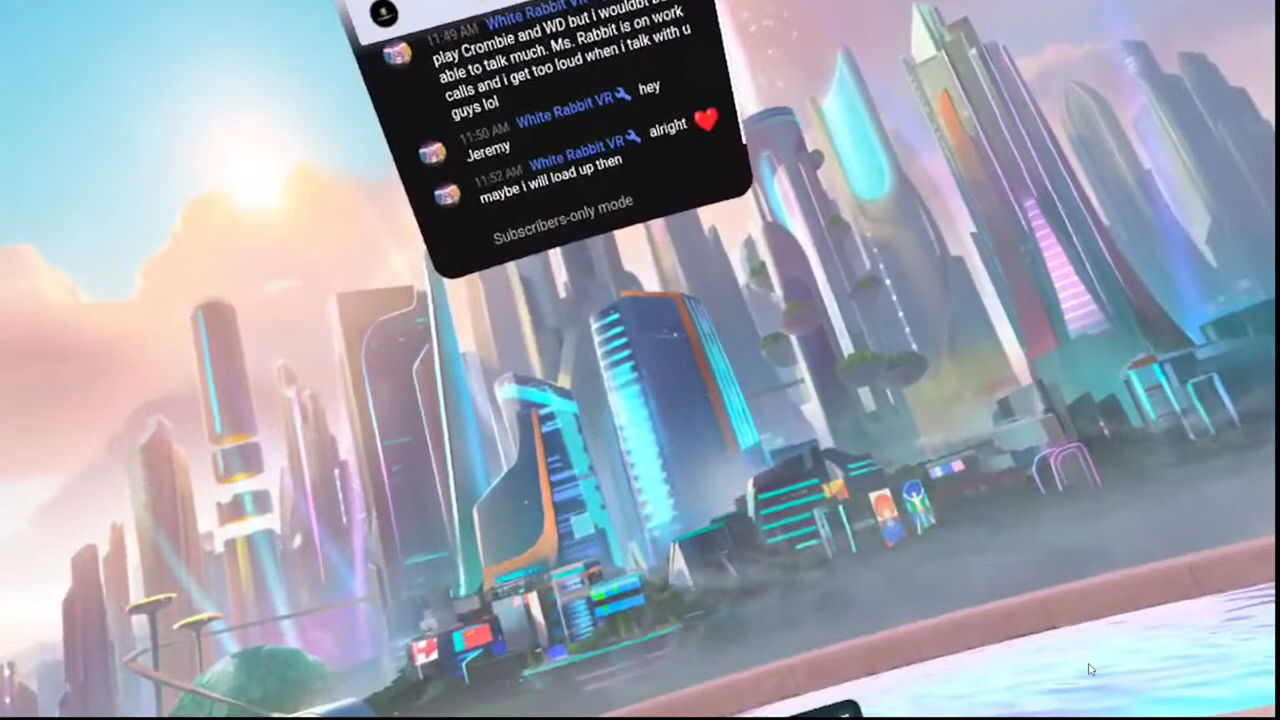 11:49 AM White Rabbit VR
play Crombie and WD but i wouldbt
able to talk much. Ms. Rabbit is on work
calls and i get too loud when i talk with u
guys lol
11:50 AM White Rabbit VR hey
Jeremy
11:52 AM White Rabbit VR alright ❤️
maybe i will load up then
Subscribers-only mode